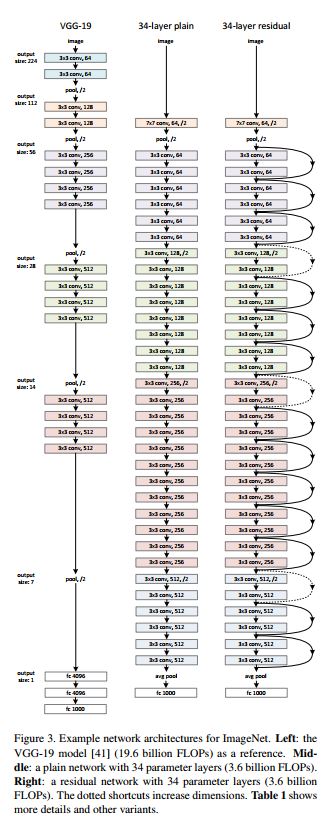 VGG-19
output
size: 224
image
3x3 conv, 64
3x3 conv, 64
output
size: 112
pool, /2
3x3 conv, 128
3x3 conv, 128
output
size: 56
pool, /2
3x3 conv, 256
3x3 conv, 256
3x3 conv, 256
3x3 conv, 256
output
size: 28
pool, /2
3x3 conv, 512
3x3 conv, 512
3x3 conv, 512
3x3 conv, 512
output
size: 14
pool, /2
3x3 conv, 512
3x3 conv, 512
3x3 conv, 512
3x3 conv, 512
output
size: 7
pool, /2
output
size: 1
fc 4096
fc 4096
fc 1000
34-layer plain
image
7x7 conv, 64, /2
pool, /2
3x3 conv, 64
3x3 conv, 64
3x3 conv, 64
3x3 conv, 64
3x3 conv, 64
3x3 conv, 64
3x3 conv, 128, /2
3x3 conv, 128
3x3 conv, 128
3x3 conv, 128
3x3 conv, 128
3x3 conv, 128
3x3 conv, 128
3x3 conv, 128
3x3 conv, 256, /2
3x3 conv, 256
3x3 conv, 256
3x3 conv, 256
3x3 conv, 256
3x3 conv, 256
3x3 conv, 256
3x3 conv, 256
3x3 conv, 256
3x3 conv, 256
3x3 conv, 256
3x3 conv, 256
3x3 conv, 512, /2
3x3 conv, 512
3x3 conv, 512
3x3 conv, 512
3x3 conv, 512
3x3 conv, 512
avg pool
fc 1000
34-layer residual
image
7x7 conv, 64, /2
pool, /2
3x3 conv, 64
3x3 conv, 64
3x3 conv, 64
3x3 conv, 64
3x3 conv, 64
3x3 conv, 64
3x3 conv, 128, /2
3x3 conv, 128
3x3 conv, 128
3x3 conv, 128
3x3 conv, 128
3x3 conv, 128
3x3 conv, 128
3x3 conv, 128
3x3 conv, 256, /2
3x3 conv, 256
3x3 conv, 256
3x3 conv, 256
3x3 conv, 256
3x3 conv, 256
3x3 conv, 256
3x3 conv, 256
3x3 conv, 256
3x3 conv, 256
3x3 conv, 256
3x3 conv, 256
3x3 conv, 512, /2
3x3 conv, 512
3x3 conv, 512
3x3 conv, 512
3x3 conv, 512
3x3 conv, 512
avg pool
fc 1000
Figure 3. Example network architectures for ImageNet. Left: the
VGG-19 model [41] (19.6 billion FLOPs) as a reference. Mid-
dle: a plain network with 34 parameter layers (3.6 billion FLOPs).
Right: a residual network with 34 parameter layers (3.6 billion
FLOPs). The dotted shortcuts increase dimensions. Table 1 shows
more details and other variants.